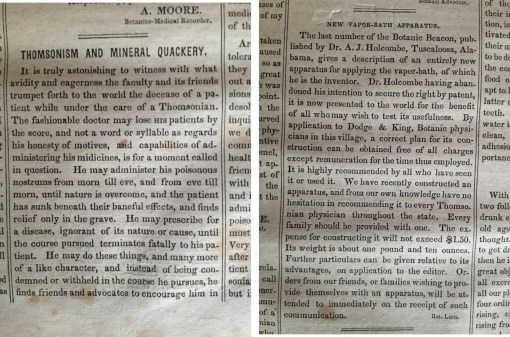 A. MOORE.
Botanico-Medical Recorder.
THOMSONISM AND MINERAL QUACKERY.
It is truly astonishing to witness with what
avidity and eagerness the faculty and its friends
trumpet forth to the world the decease of a pa-
tient while under the care of a Thomsonian.
The fashionable doctor may lose his patients by
the score, and not a word or syllable as regards
his honesty of motives, and capabilities of ad-
ministering his midicines, is for a moment called
in question. He may administer his poisonous
nostrums from morn till eve, and from eve till
morn, until nature is overcome, and the patient
has sunk beneath their baneful effects, and finds
relief only in the grave. He may prescribe for
a disease, ignorant of its nature or cause, until
the course pursued terminates fatally to his pa-
tient. He may do these things, and many more
of a like character, and instead of being con-
demned or withheld in the course he pursues, he
finds friends and advocates to encourage him in
NEW VAPOR-BATH APPARATUS.
The last number of the Botanic Beacon, pub-
lished by Dr. A. J. Holcombe, Tuscaloosa, Ala-
bama, gives a description of an entirely new
apparatus for applying the vapor-bath, of which
he is the inventor. Dr. Holcombe having aban-
doned his intention to secure the right by patent,
it is now presented to the world for the benefit
of all who may wish to test its usefulness. By
application to Dodge & King, Botanic physi-
cians in this village, a correct plan for its con-
struction can be obtained free of all charges
except remuneration for the time thus employed.
It is highly recommended by all who have seen
it or used it. We have recently constructed an
apparatus, and from our own knowledge have no
hesitation in recommending it to every Thomso-
nian physician throughout the state. Every
family should be provided with one. The ex-
pense for constructing it will not exceed $1.50.
Its weight is about one pound and ten ounces.
Further particulars can be given relative to its
advantages, on application to the editor. Or-
ders from our friends, or families wishing to pro-
vide themselves an apparatus, will be at-
tended to immediately on the receipt of such
communication.